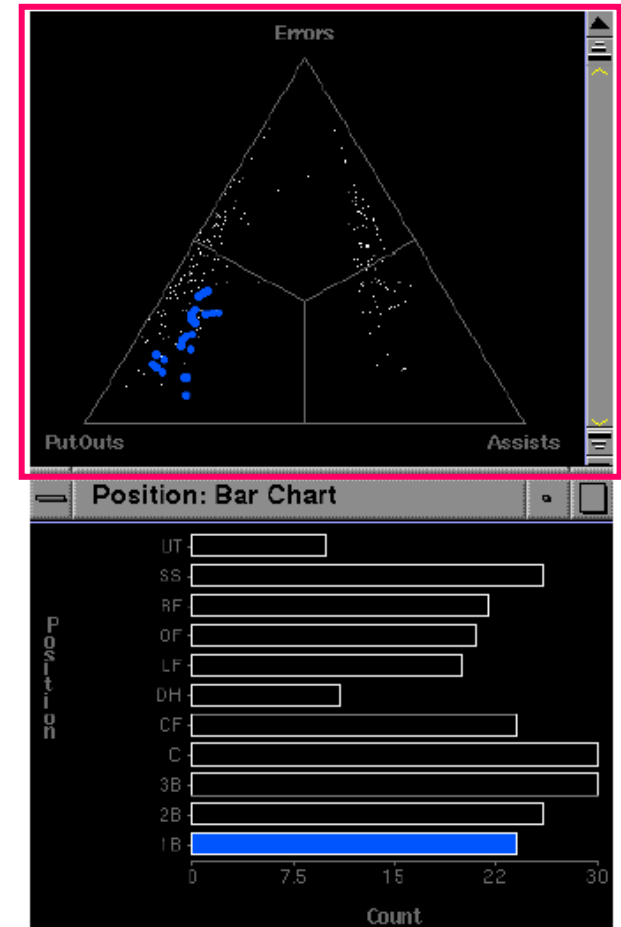 Errors
PutOuts Assists
Position: Bar Chart
Position
UT
SS
RF
OF
LF
DH
CF
C
3B
2B
1B
0 7.5 15 22 30
Count